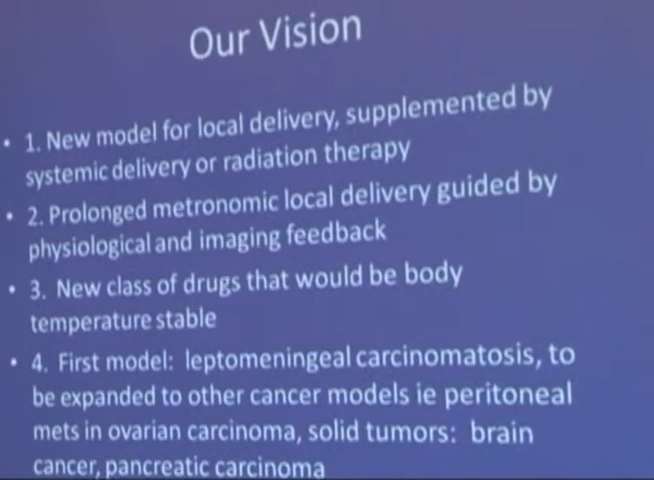 Our Vision
• 1. New model for local delivery, supplemented by
systemic delivery or radiation therapy
• 2. Prolonged metronomic local delivery guided by
physiological and imaging feedback
• 3. New class of drugs that would be body
temperature stable
• 4. First model: leptomeningeal carcinomatosis, to
be expanded to other cancer models ie peritoneal
mets in ovarian carcinoma, solid tumors: brain
cancer, pancreatic carcinoma